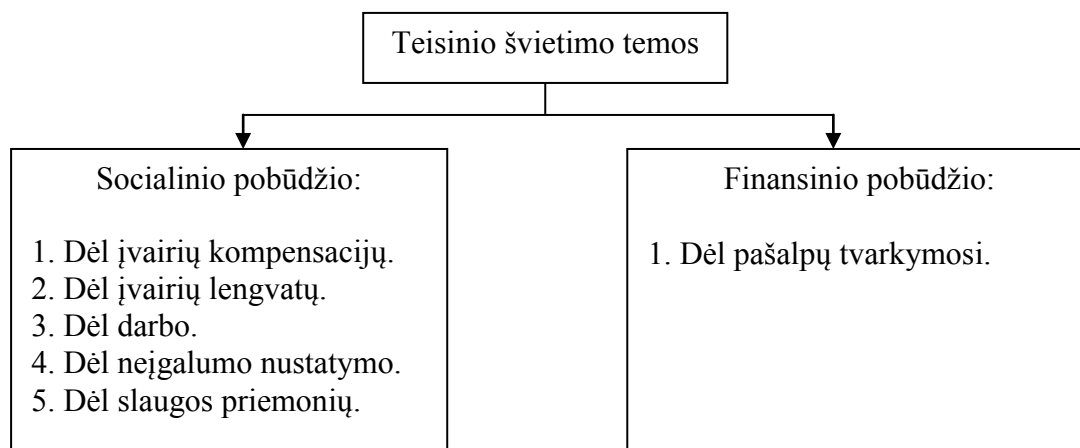 Teisinio švietimo temos
Socialinio pobūdžio:
1. Dėl įvairių kompensacijų.
2. Dėl įvairių lengvatų.
3. Dėl darbo.
4. Dėl neįgalumo nustatymo.
5. Dėl slaugos priemonių.
Finansinio pobūdžio:
1. Dėl pašalpų tvarkymosi.